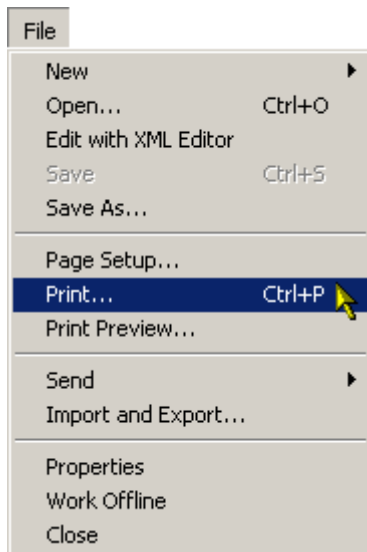 File
New
Open... Ctrl+O
Edit with XML Editor
Save Ctrl+S
Save As...
Page Setup...
Print... Ctrl+P
Print Preview...
Send
Import and Export...
Properties
Work Offline
Close